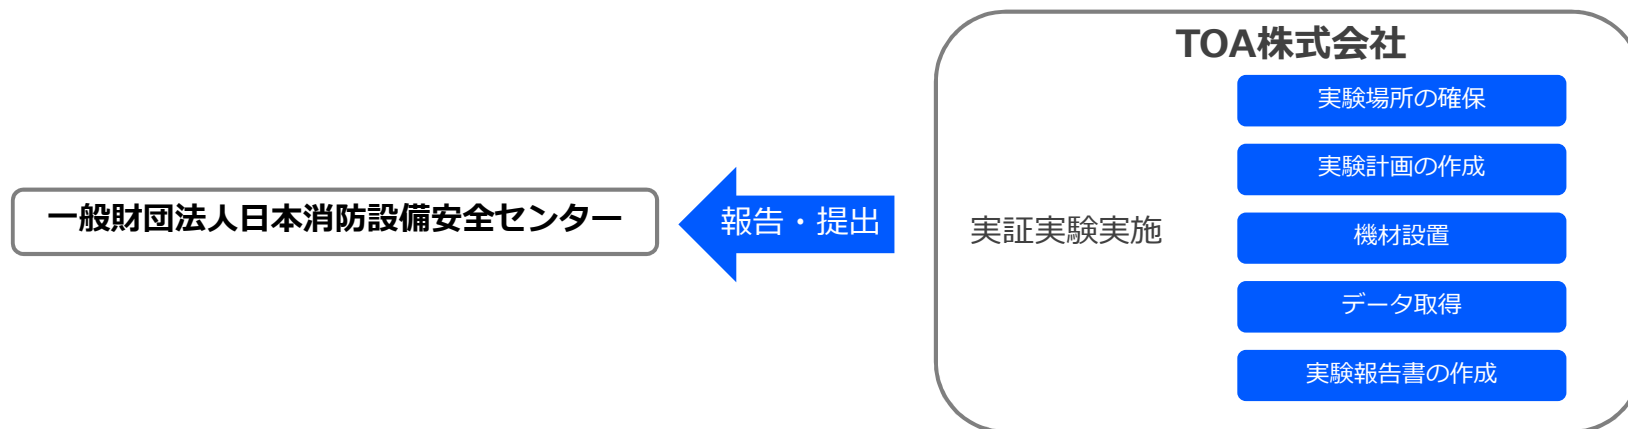 TOA株式会社
実験場所の確保
実験計画の作成
一般財団法人日本消防設備安全センター
報告・提出
実証実験実施
機材設置
データ取得
実験報告書の作成